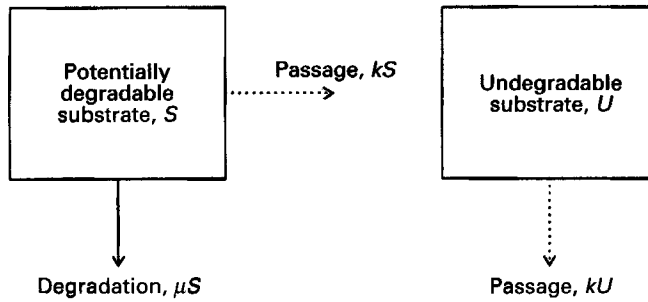 Potentially
degradable
substrate, S
Passage, kS
Undegradable
substrate, U
Degradation, μS
Passage, kU